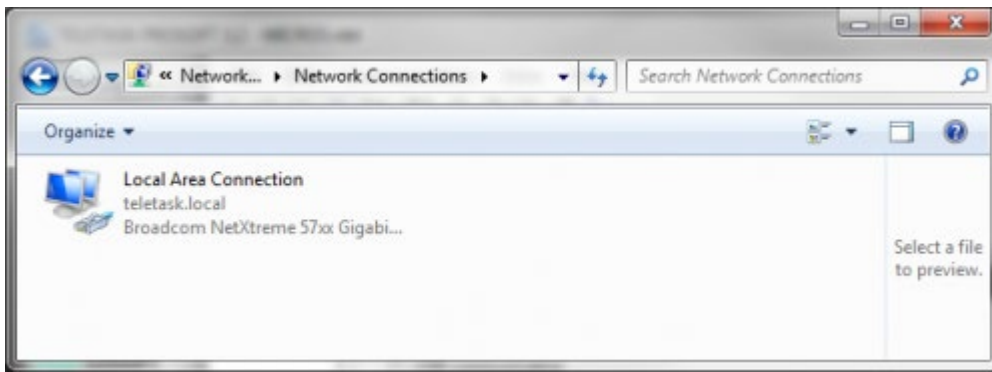 « Network... ▸ Network Connections ▸
Search Network Connections
Organize
Local Area Connection
teletask.local
Broadcom NetXtreme 57xx Gigabi...
Select a file
to preview.